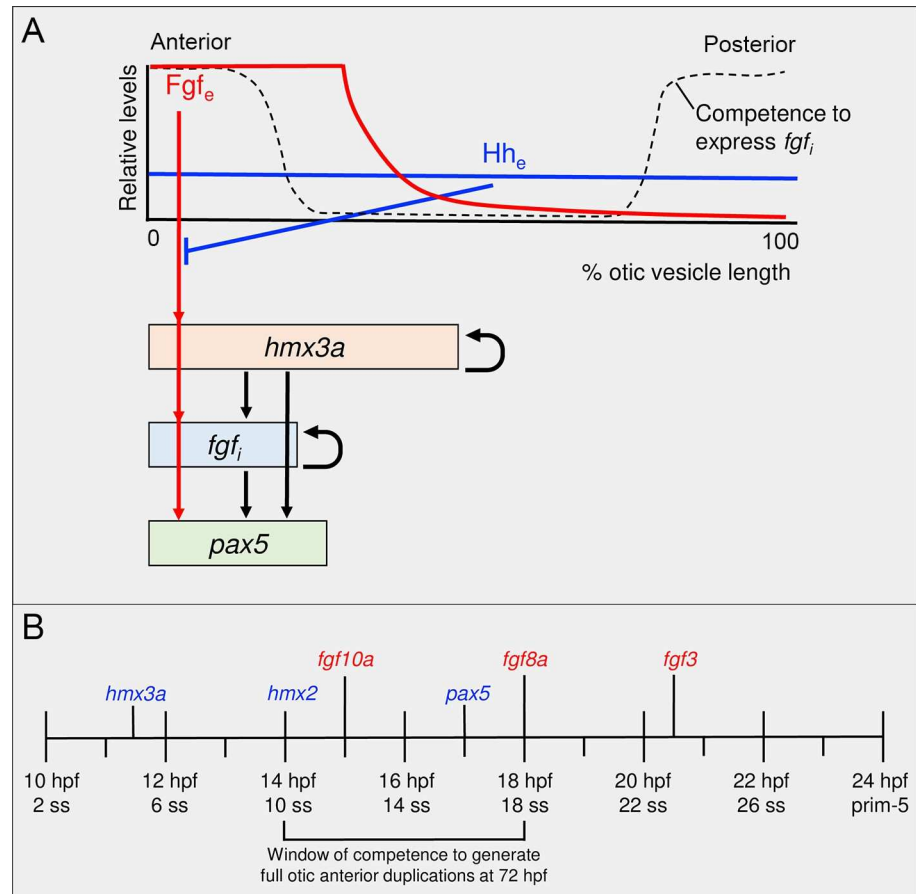 A
Anterior
Posterior
Relative levels
Fgfe
Competence to
express fgfi
Hhe
0
100
% otic vesicle length
hmx3a
fgfi
pax5
B
fgf10a
fgf8a
fgf3
hmx3a
hmx2
pax5
10 hpf
2 ss
12 hpf
6 ss
14 hpf
10 ss
16 hpf
14 ss
18 hpf
18 ss
20 hpf
22 ss
22 hpf
26 ss
24 hpf
prim-5
Window of competence to generate
full otic anterior duplications at 72 hpf